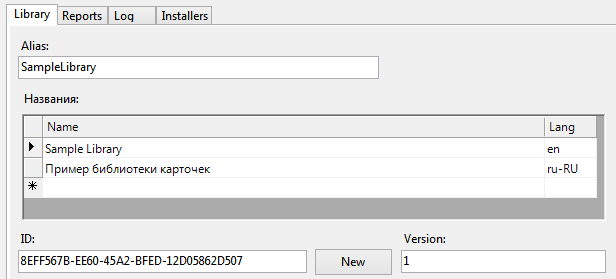 Library Reports Log Installers
Alias:
SampleLibrary
Названия:
Name Lang
Sample Library en
Пример библиотеки карточек ru-RU
ID: Version:
8EFF567B-EE60-45A2-BFED-12D05862D507 New 1